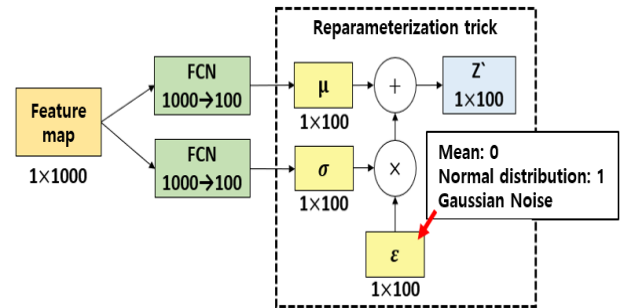 Reparameterization trick
Feature
map
1×1000
FCN
1000→100
FCN
1000→100
μ
1×100
σ
1×100
+
×
Z`
1×100
ε
1×100
Mean: 0
Normal distribution: 1
Gaussian Noise